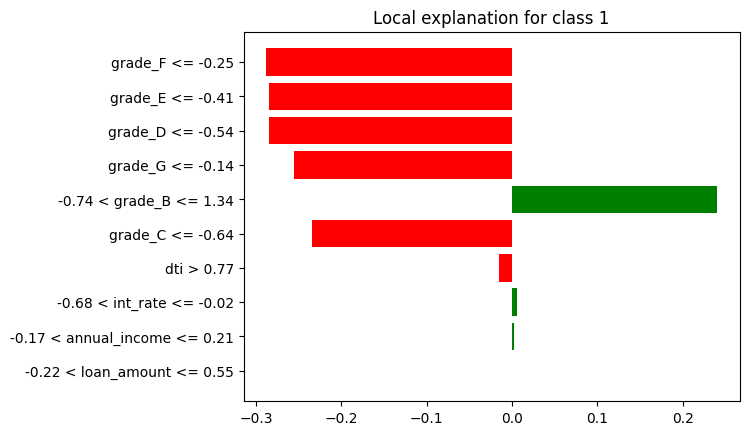 Local explanation for class 1
grade_F <= -0.25
grade_E <= -0.41
grade_D <= -0.54
grade_G <= -0.14
-0.74 < grade_B <= 1.34
grade_C <= -0.64
dti > 0.77
-0.68 < int_rate <= -0.02
-0.17 < annual_income <= 0.21
-0.22 < loan_amount <= 0.55
−0.3 −0.2 −0.1 0.0 0.1 0.2